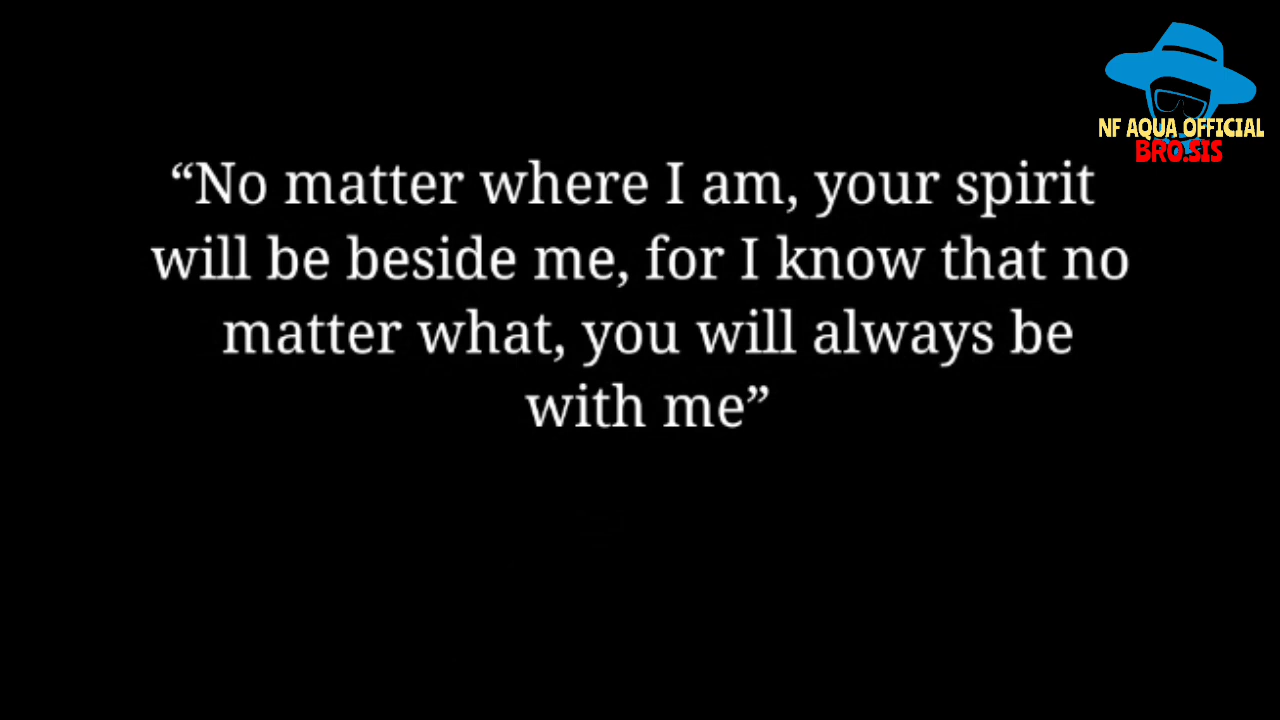 NF AQUA OFFICIAL
BRO.SIS
“No matter where I am, your spirit
will be beside me, for I know that no
matter what, you will always be
with me”